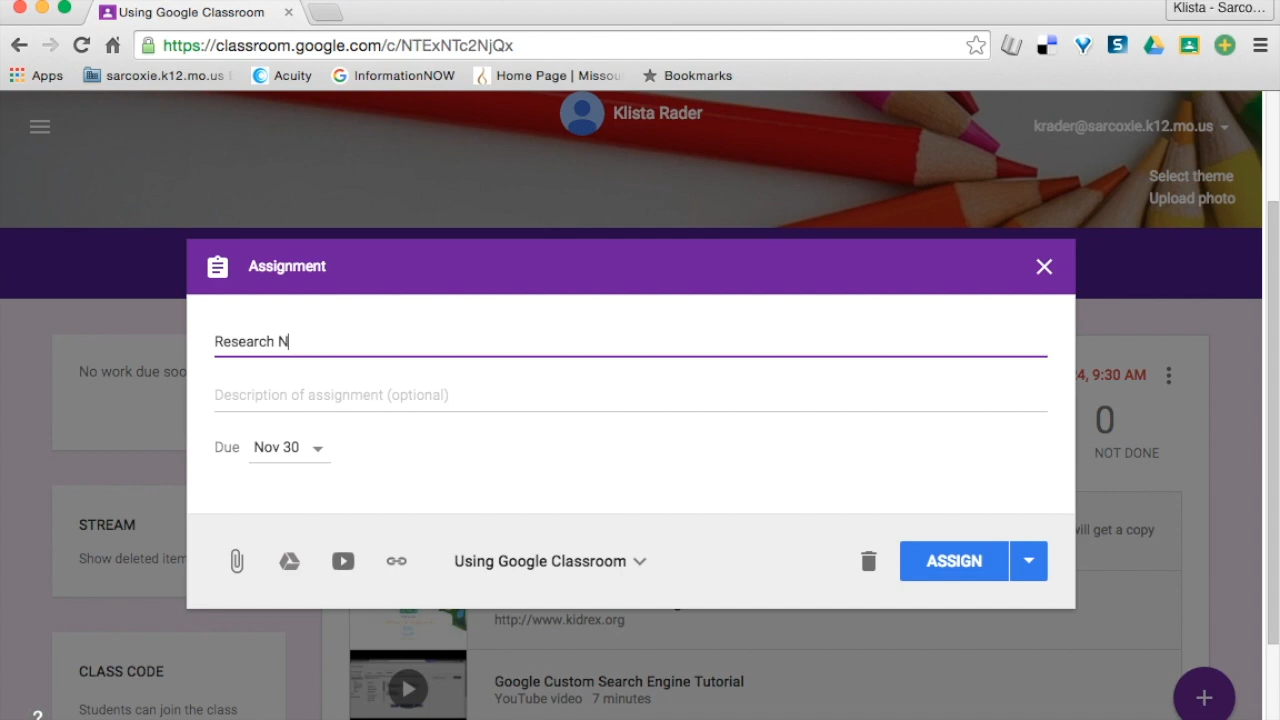 Using Google Classroom
Klista - Sarco...
https://classroom.google.com/c/NTExNTc2NjQx
Apps
sarcoxie.k12.mo.us
Acuity
InformationNOW
Home Page | Missou
Bookmarks
Klista Rader
krader@sarcoxie.k12.mo.us
Select theme
Upload photo
Assignment
Research N
No work due soo
4, 9:30 AM
Description of assignment (optional)
0
NOT DONE
Due Nov 30
STREAM
Show deleted item
will get a copy
Using Google Classroom
ASSIGN
http://www.kidrex.org
CLASS CODE
Students can join the class
Google Custom Search Engine Tutorial
YouTube video 7 minutes
+
?